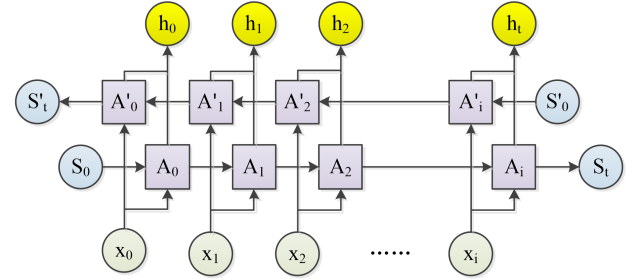 h₀ h₁ h₂ hₜ
S'ₜ A'₀ A'₁ A'₂ A'ᵢ S'₀
S₀ A₀ A₁ A₂ Aᵢ Sₜ
x₀ x₁ x₂ …… xᵢ